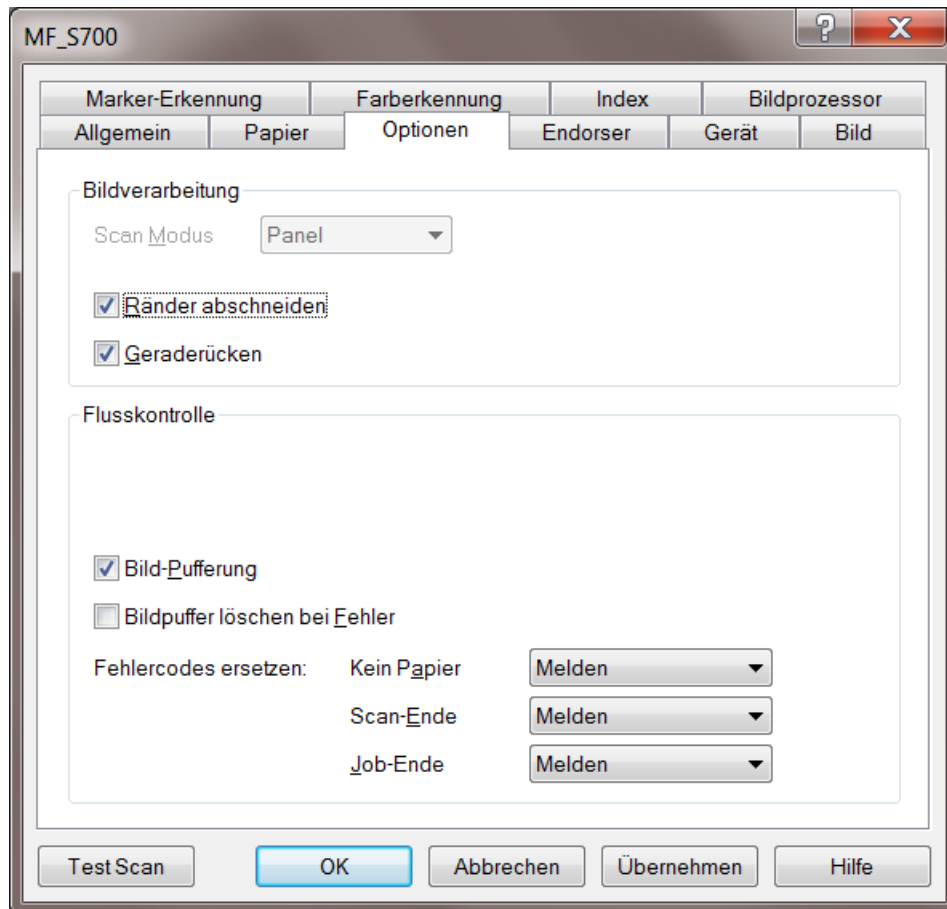 MF_S700
Marker-Erkennung Farberkennung Index Bildprozessor
Allgemein Papier Optionen Endorser Gerät Bild
Bildverarbeitung
Scan Modus Panel
Ränder abschneiden
Geraderücken
Flusskontrolle
Bild-Pufferung
Bildpuffer löschen bei Fehler
Fehlercodes ersetzen: Kein Papier Melden
Scan-Ende Melden
Job-Ende Melden
Test Scan OK Abbrechen Übernehmen Hilfe